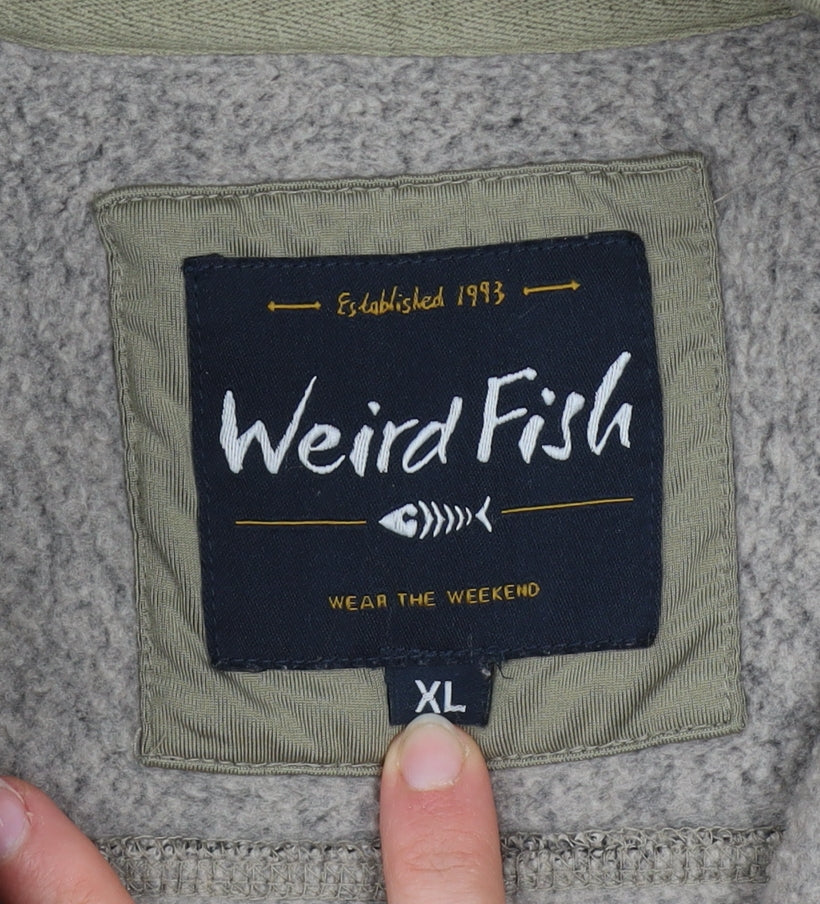 Established 1993
Weird Fish
WEAR THE WEEKEND
XL